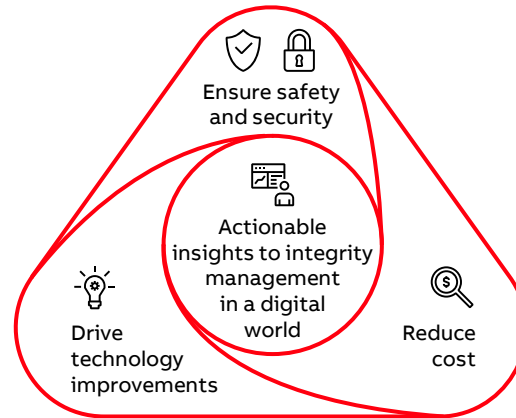 Ensure safety
and security
Actionable
insights to integrity
management
in a digital
world
Drive
technology
improvements
Reduce
cost
$